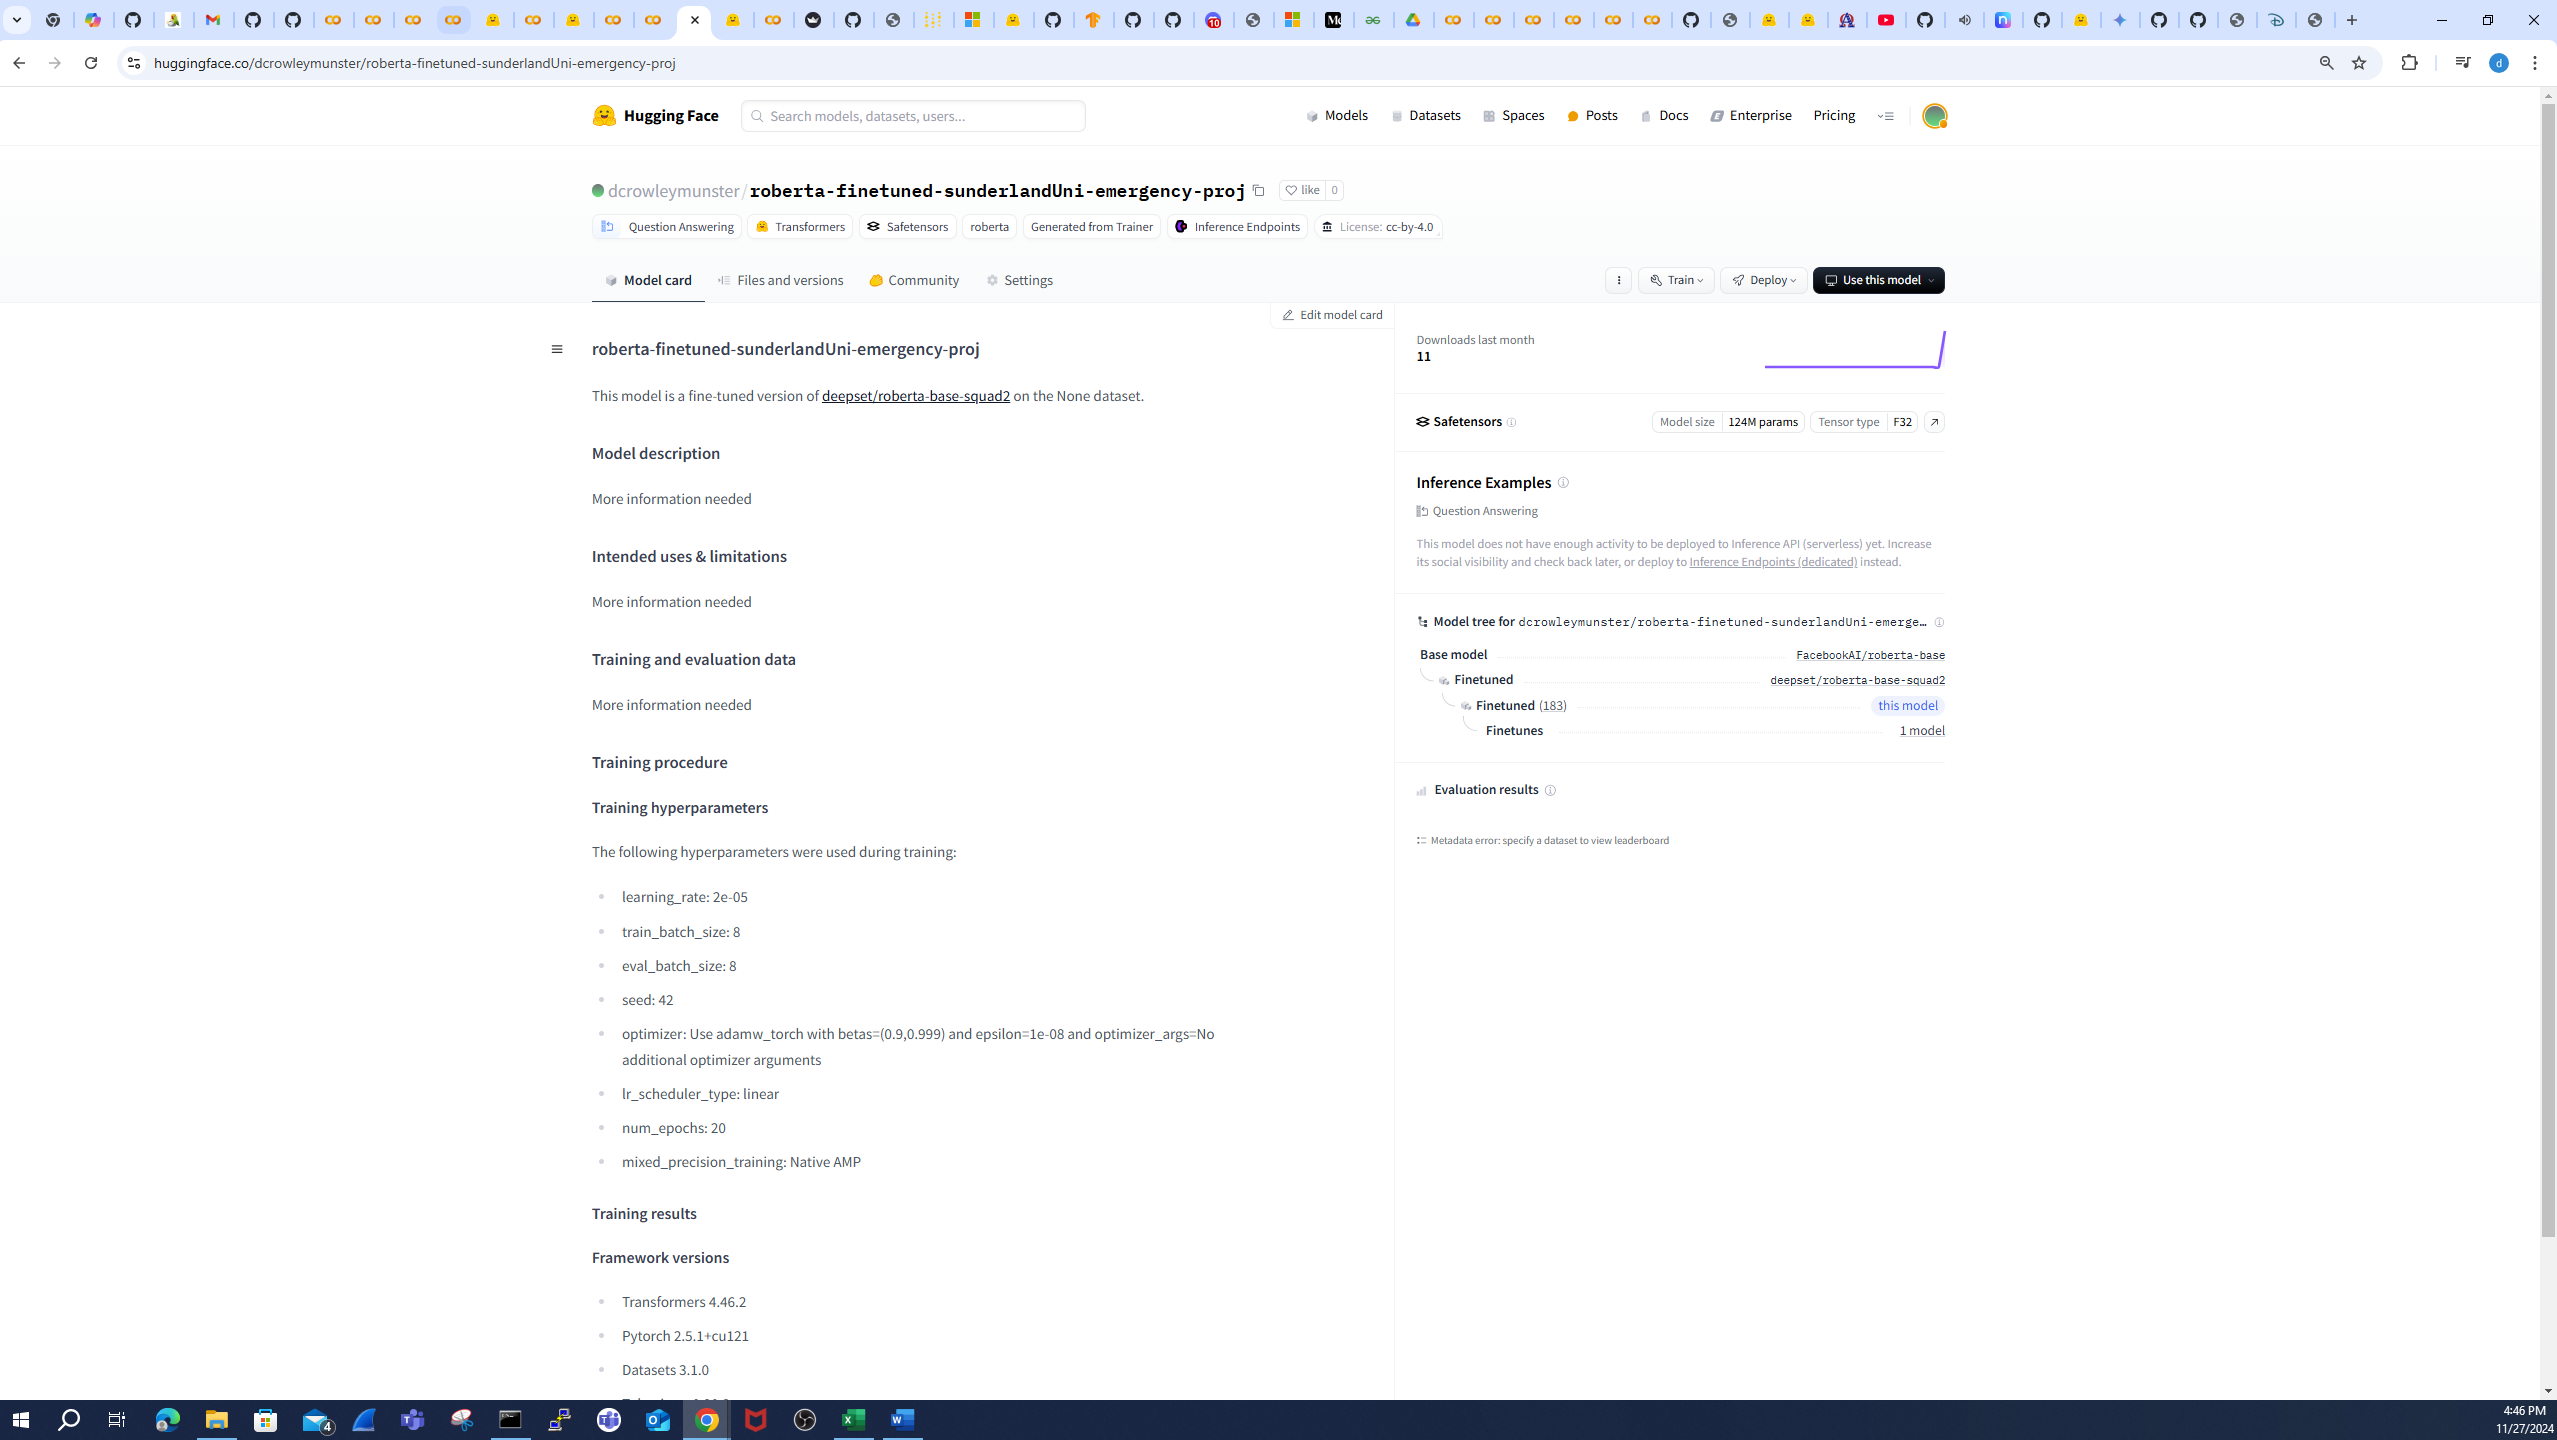 huggingface.co/dcrowleymunster/roberta-finetuned-sunderlandUni-emergency-proj
d
Hugging Face
Search models, datasets, users...
Models
Datasets
Spaces
Posts
Docs
Enterprise
Pricing
dcrowleymunster/roberta-finetuned-sunderlandUni-emergency-proj
like 0
Question Answering
Transformers
Safetensors
roberta
Generated from Trainer
Inference Endpoints
License: cc-by-4.0
Model card
Files and versions
Community
Settings
Train
Deploy
Use this model
Edit model card
roberta-finetuned-sunderlandUni-emergency-proj
This model is a fine-tuned version of deepset/roberta-base-squad2 on the None dataset.
Model description
More information needed
Intended uses & limitations
More information needed
Training and evaluation data
More information needed
Training procedure
Training hyperparameters
The following hyperparameters were used during training:
learning_rate: 2e-05
train_batch_size: 8
eval_batch_size: 8
seed: 42
optimizer: Use adamw_torch with betas=(0.9,0.999) and epsilon=1e-08 and optimizer_args=No
additional optimizer arguments
lr_scheduler_type: linear
num_epochs: 20
mixed_precision_training: Native AMP
Training results
Framework versions
Transformers 4.46.2
Pytorch 2.5.1+cu121
Datasets 3.1.0
Downloads last month
11
Safetensors
Model size 124M params
Tensor type F32
Inference Examples
Question Answering
This model does not have enough activity to be deployed to Inference API (serverless) yet. Increase
its social visibility and check back later, or deploy to Inference Endpoints (dedicated) instead.
Model tree for dcrowleymunster/roberta-finetuned-sunderlandUni-emerge…
Base model FacebookAI/roberta-base
Finetuned deepset/roberta-base-squad2
Finetuned (183) this model
Finetunes 1 model
Evaluation results
Metadata error: specify a dataset to view leaderboard
4
4:46 PM
11/27/2024